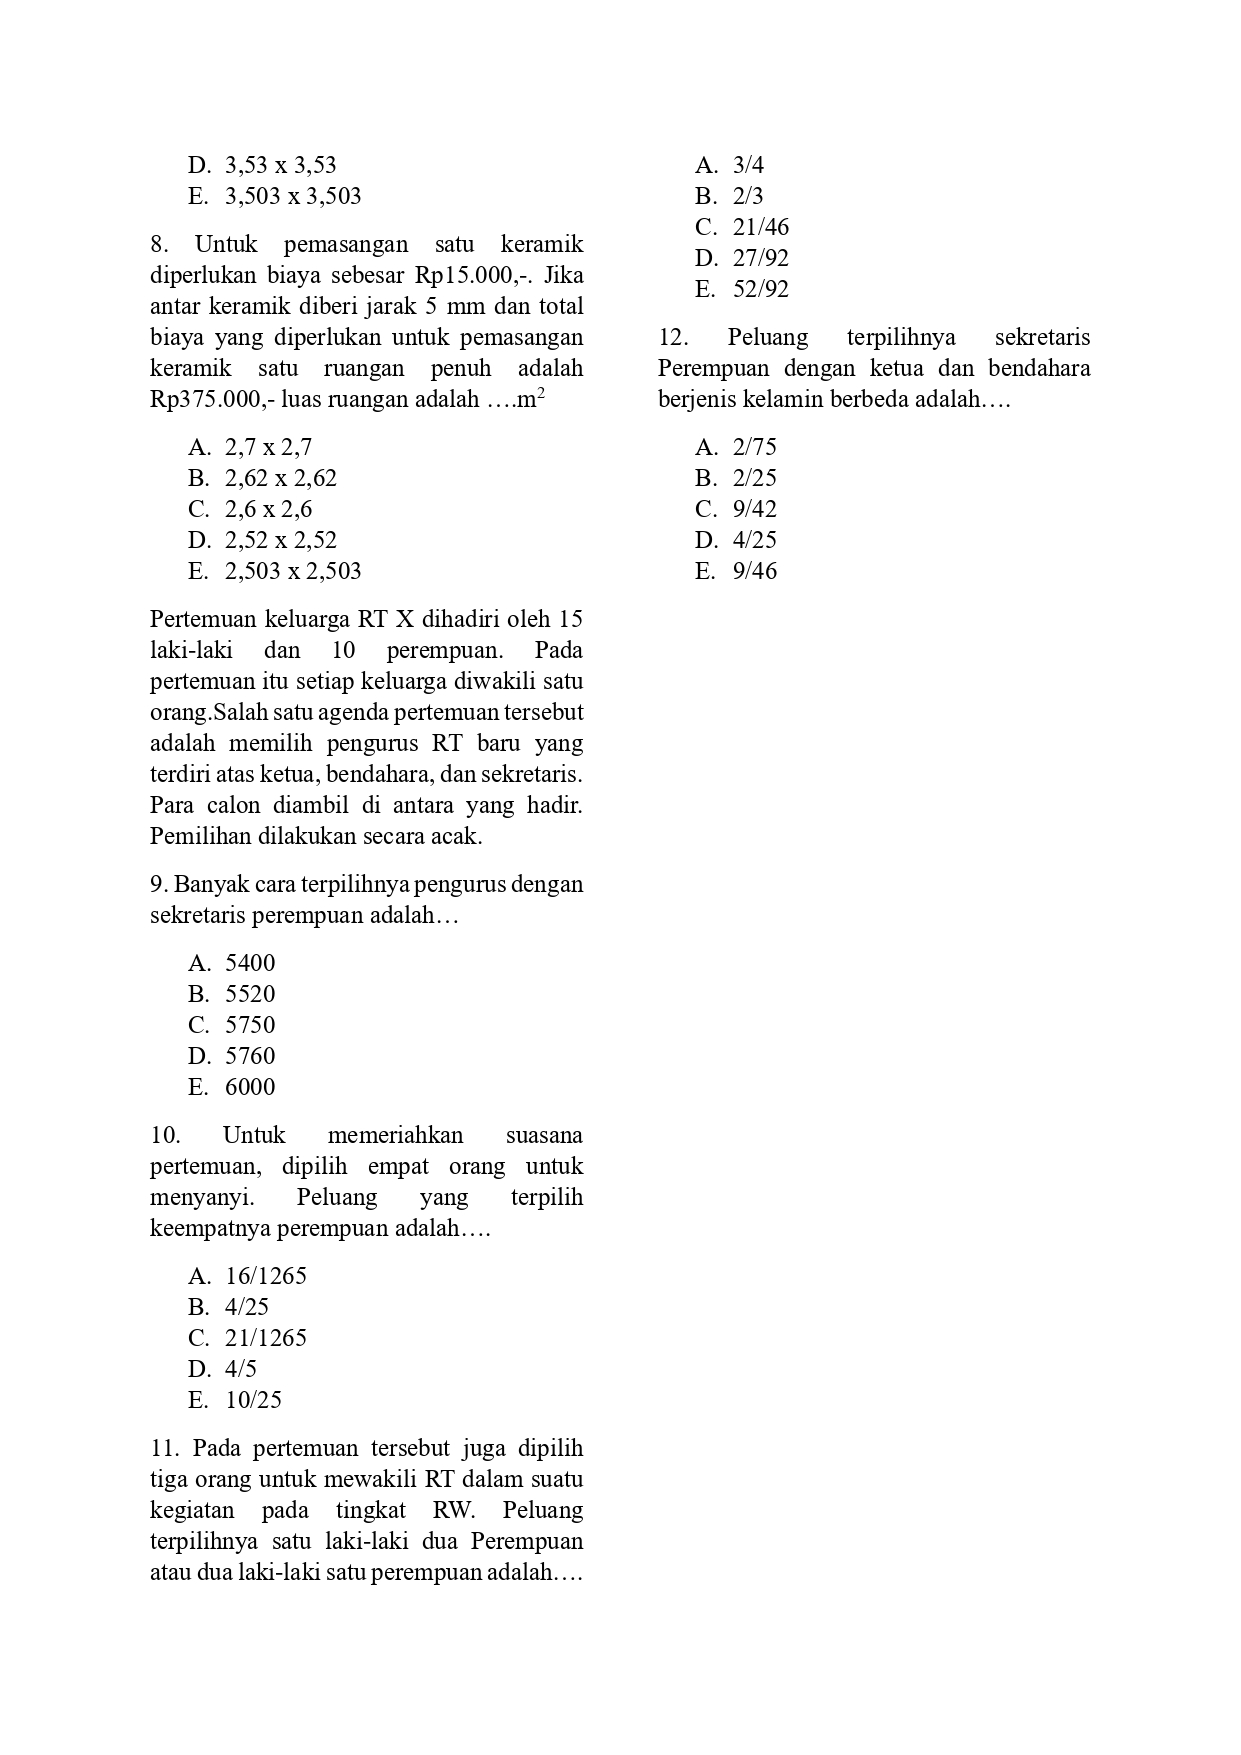 D. 3,53 x 3,53
E. 3,503 x 3,503
8. Untuk pemasangan satu keramik
diperlukan biaya sebesar Rp15.000,-. Jika
antar keramik diberi jarak 5 mm dan total
biaya yang diperlukan untuk pemasangan
keramik satu ruangan penuh adalah
Rp375.000,- luas ruangan adalah ….m²
A. 2,7 x 2,7
B. 2,62 x 2,62
C. 2,6 x 2,6
D. 2,52 x 2,52
E. 2,503 x 2,503
Pertemuan keluarga RT X dihadiri oleh 15
laki-laki dan 10 perempuan. Pada
pertemuan itu setiap keluarga diwakili satu
orang.Salah satu agenda pertemuan tersebut
adalah memilih pengurus RT baru yang
terdiri atas ketua, bendahara, dan sekretaris.
Para calon diambil di antara yang hadir.
Pemilihan dilakukan secara acak.
9. Banyak cara terpilihnya pengurus dengan
sekretaris perempuan adalah…
A. 5400
B. 5520
C. 5750
D. 5760
E. 6000
10. Untuk memeriahkan suasana
pertemuan, dipilih empat orang untuk
menyanyi. Peluang yang terpilih
keempatnya perempuan adalah….
A. 16/1265
B. 4/25
C. 21/1265
D. 4/5
E. 10/25
11. Pada pertemuan tersebut juga dipilih
tiga orang untuk mewakili RT dalam suatu
kegiatan pada tingkat RW. Peluang
terpilihnya satu laki-laki dua Perempuan
atau dua laki-laki satu perempuan adalah….
A. 3/4
B. 2/3
C. 21/46
D. 27/92
E. 52/92
12. Peluang terpilihnya sekretaris
Perempuan dengan ketua dan bendahara
berjenis kelamin berbeda adalah….
A. 2/75
B. 2/25
C. 9/42
D. 4/25
E. 9/46